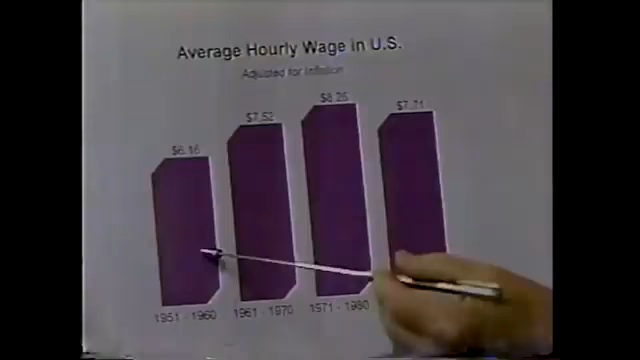 Average Hourly Wage in U.S.
Adjusted for Inflation
$6.16 $7.52 $8.25 $7.71
1951 - 1960 1961 - 1970 1971 - 1980